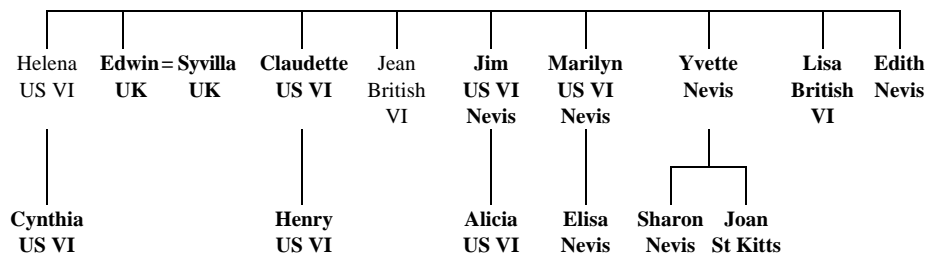 Helena Edwin = Syvilla Claudette Jean Jim Marilyn Yvette Lisa Edith
US VI UK UK US VI British US VI US VI Nevis British Nevis
VI Nevis Nevis VI
Cynthia Henry Alicia Elisa Sharon Joan
US VI US VI US VI Nevis Nevis St Kitts